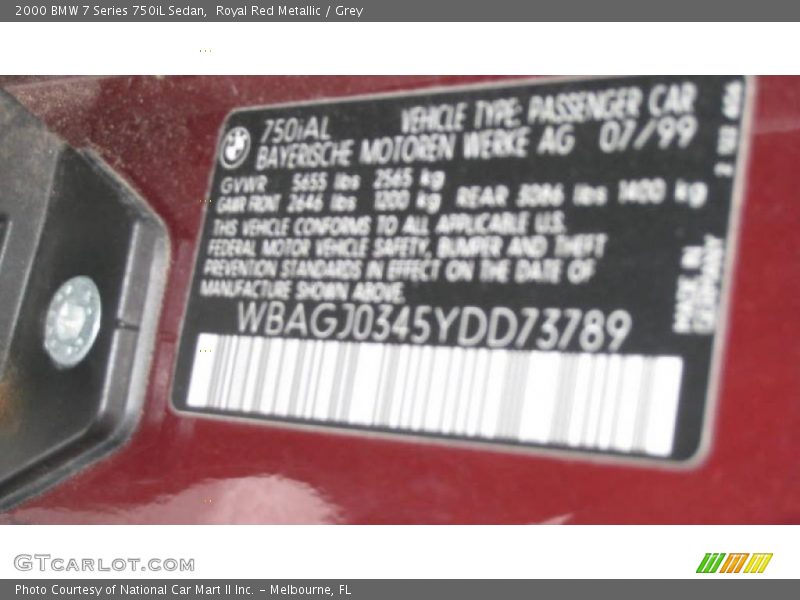 2000 BMW 7 Series 750iL Sedan,  Royal Red Metallic / Grey
750iAL VEHICLE TYPE: PASSENGER CAR
BAYERISCHE MOTOREN WERKE AG 07/99
GVWR 5655 lbs 2565 kg
GAWR FRONT 2646 lbs 1200 kg REAR 3086 lbs 1400 kg
THIS VEHICLE CONFORMS TO ALL APPLICABLE U.S.
FEDERAL MOTOR VEHICLE SAFETY, BUMPER AND THEFT
PREVENTION STANDARDS IN EFFECT ON THE DATE OF
MANUFACTURE SHOWN ABOVE.
WBAGJ0345YDD73789
MADE IN
GERMANY
GTCARLOT.COM
Photo Courtesy of National Car Mart II Inc. – Melbourne, FL